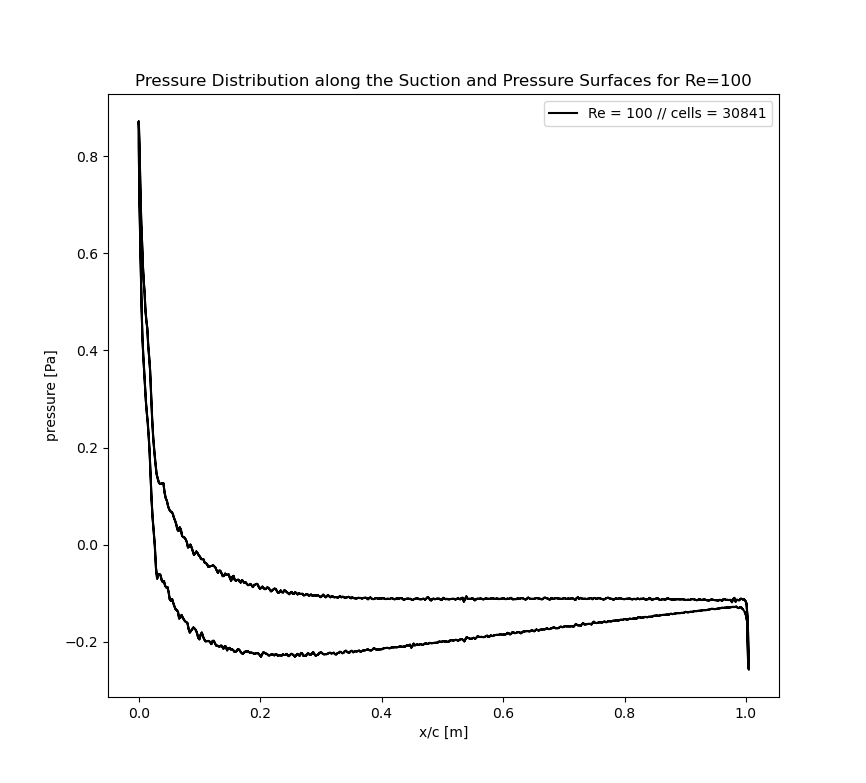 Pressure Distribution along the Suction and Pressure Surfaces for Re=100
Re = 100 // cells = 30841
pressure [Pa]
0.8
0.6
0.4
0.2
0.0
−0.2
0.0 0.2 0.4 0.6 0.8 1.0
x/c [m]